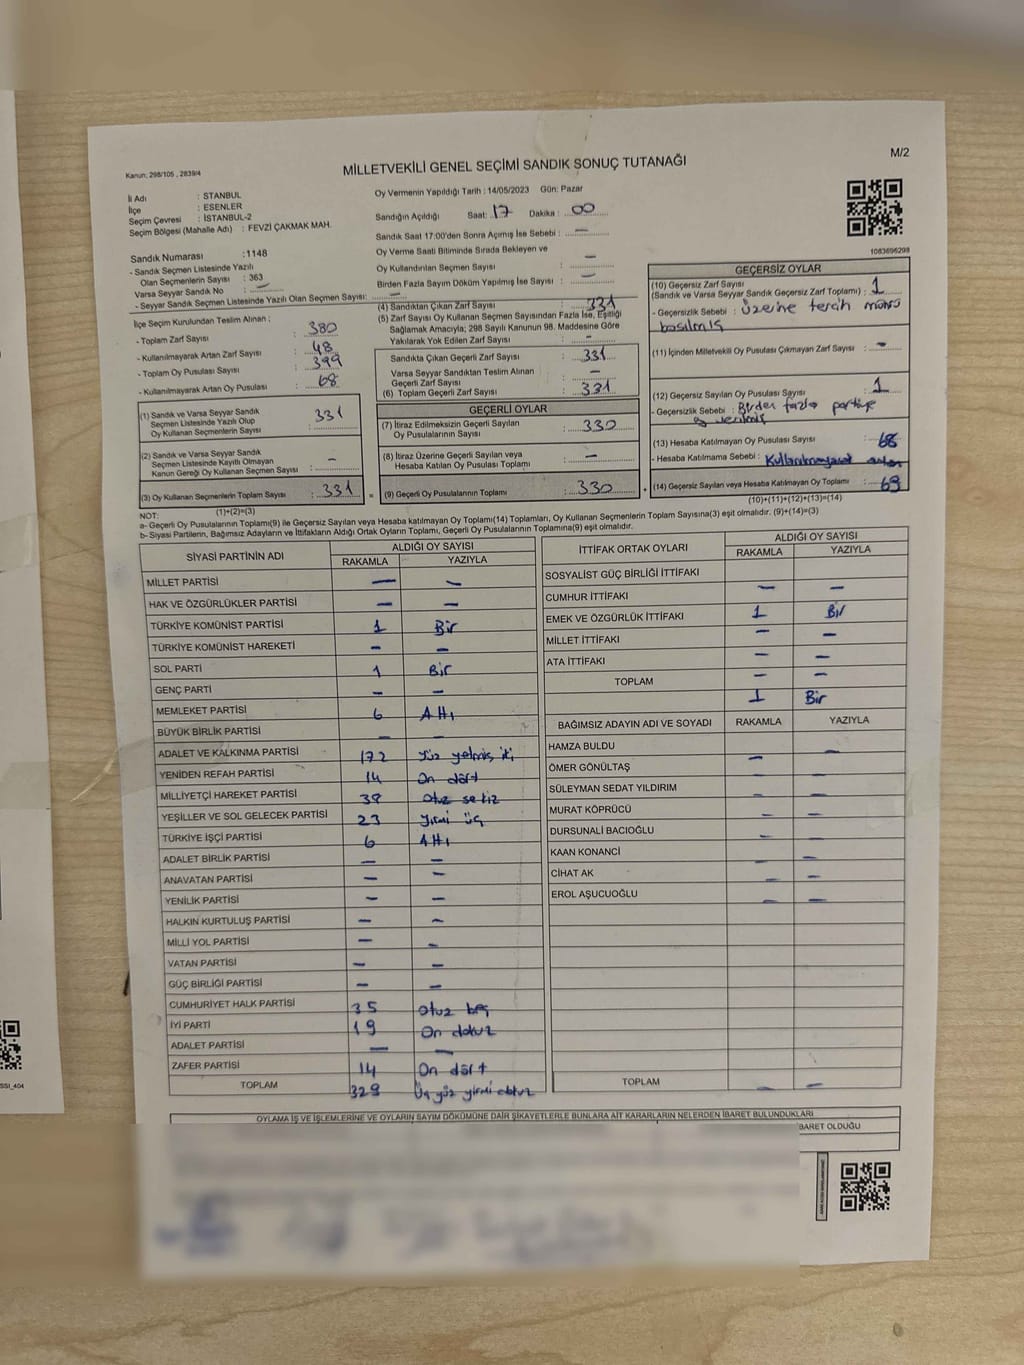 Kanun: 298/105 , 2839/4
MİLLETVEKİLİ GENEL SEÇİMİ SANDIK SONUÇ TUTANAĞI
M/2
İl Adı : STANBUL
İlçe : ESENLER
Seçim Çevresi : İSTANBUL-2
Seçim Bölgesi (Mahalle Adı) : FEVZİ ÇAKMAK MAH.
Oy Vermenin Yapıldığı Tarih : 14/05/2023 Gün: Pazar
Sandığın Açıldığı Saat: 17 Dakika : 00
Sandık Saat 17:00'den Sonra Açımış İse Sebebi : —
Oy Verme Saati Bitiminde Sırada Bekleyen ve
Oy Kullandırılan Seçmen Sayısı : —
Birden Fazla Sayım Döküm Yapılmış İse Sayısı : —
Sandık Numarası :1148
- Sandık Seçmen Listesinde Yazılı
Olan Seçmenlerin Sayısı : 363
Varsa Seyyar Sandık No : —
- Seyyar Sandık Seçmen Listesinde Yazılı Olan Seçmen Sayısı: —
1083696298
İlçe Seçim Kurulundan Teslim Alınan ;
- Toplam Zarf Sayısı : 380
- Kullanılmayarak Artan Zarf Sayısı : 48
- Toplam Oy Pusulası Sayısı : 399
- Kullanılmayarak Artan Oy Pusulası : 68
(1) Sandık ve Varsa Seyyar Sandık
Seçmen Listesinde Yazılı Olup
Oy Kullanan Seçmenlerin Sayısı : 331
(2) Sandık ve Varsa Seyyar Sandık
Seçmen Listesinde Kayıtlı Olmayan
Kanun Gereği Oy Kullanan Seçmen Sayısı : —
(3) Oy Kullanan Seçmenlerin Toplam Sayısı : 331
(1)+(2)=(3)
(4) Sandıktan Çıkan Zarf Sayısı : 331
(5) Zarf Sayısı Oy Kullanan Seçmen Sayısından Fazla İse, Eşitliği
Sağlamak Amacıyla; 298 Sayılı Kanunun 98. Maddesine Göre
Yakılarak Yok Edilen Zarf Sayısı : —
Sandıkta Çıkan Geçerli Zarf Sayısı : 331
Varsa Seyyar Sandıktan Teslim Alınan
Geçerli Zarf Sayısı : —
(6) Toplam Geçerli Zarf Sayısı : 331
GEÇERLİ OYLAR
(7) İtiraz Edilmeksizin Geçerli Sayılan
Oy Pusulalarının Sayısı : 330
(8) İtiraz Üzerine Geçerli Sayılan veya
Hesaba Katılan Oy Pusulası Toplamı : —
= (9) Geçerli Oy Pusulalarının Toplamı : 330
GEÇERSİZ OYLAR
(10) Geçersiz Zarf Sayısı
(Sandık ve Varsa Seyyar Sandık Geçersiz Zarf Toplamı) : 1
- Geçersizlik Sebebi : üzerine tercih mührü
basılmış
(11) İçinden Milletvekili Oy Pusulası Çıkmayan Zarf Sayısı : —
(12) Geçersiz Sayılan Oy Pusulası Sayısı : 1
- Geçersizlik Sebebi : Birden fazla partiye
oy verilmiş
(13) Hesaba Katılmayan Oy Pusulası Sayısı : 68
- Hesaba Katılmama Sebebi : Kullanılmayarak artan
(14) Geçersiz Sayılan veya Hesaba Katılmayan Oy Toplamı : 69
(10)+(11)+(12)+(13)=(14)
NOT:
a- Geçerli Oy Pusulalarının Toplamı(9) ile Geçersiz Sayılan veya Hesaba katılmayan Oy Toplamı(14) Toplamları, Oy Kullanan Seçmenlerin Toplam Sayısına(3) eşit olmalıdır. (9)+(14)=(3)
b- Siyasi Partilerin, Bağımsız Adayların ve İttifakların Aldığı Ortak Oyların Toplamı, Geçerli Oy Pusulalarının Toplamına(9) eşit olmalıdır.
SİYASİ PARTİNİN ADI ALDIĞI OY SAYISI
RAKAMLA YAZIYLA
MİLLET PARTİSİ — —
HAK VE ÖZGÜRLÜKLER PARTİSİ — —
TÜRKİYE KOMÜNİST PARTİSİ 1 Bir
TÜRKİYE KOMÜNİST HAREKETİ — —
SOL PARTİ 1 Bir
GENÇ PARTİ — —
MEMLEKET PARTİSİ 6 Altı
BÜYÜK BİRLİK PARTİSİ — —
ADALET VE KALKINMA PARTİSİ 172 Yüz yetmiş iki
YENİDEN REFAH PARTİSİ 14 On dört
MİLLİYETÇİ HAREKET PARTİSİ 38 Otuz sekiz
YEŞİLLER VE SOL GELECEK PARTİSİ 23 Yirmi üç
TÜRKİYE İŞÇİ PARTİSİ 6 Altı
ADALET BİRLİK PARTİSİ — —
ANAVATAN PARTİSİ — —
YENİLİK PARTİSİ — —
HALKIN KURTULUŞ PARTİSİ — —
MİLLİ YOL PARTİSİ — —
VATAN PARTİSİ — —
GÜÇ BİRLİĞİ PARTİSİ — —
CUMHURİYET HALK PARTİSİ 35 Otuz beş
İYİ PARTİ 19 On dokuz
ADALET PARTİSİ — —
ZAFER PARTİSİ 14 On dört
TOPLAM 329 Üç yüz yirmi dokuz
İTTİFAK ORTAK OYLARI ALDIĞI OY SAYISI
RAKAMLA YAZIYLA
SOSYALİST GÜÇ BİRLİĞİ İTTİFAKI — —
CUMHUR İTTİFAKI 1 Bir
EMEK VE ÖZGÜRLÜK İTTİFAKI — —
MİLLET İTTİFAKI — —
ATA İTTİFAKI — —
TOPLAM 1 Bir
BAĞIMSIZ ADAYIN ADI VE SOYADI RAKAMLA YAZIYLA
HAMZA BULDU — —
ÖMER GÖNÜLTAŞ — —
SÜLEYMAN SEDAT YILDIRIM — —
MURAT KÖPRÜCÜ — —
DURSUNALİ BACIOĞLU — —
KAAN KONANCİ — —
CİHAT AK — —
EROL AŞUCUOĞLU
TOPLAM — —
OYLAMA İŞ VE İŞLEMLERİNE VE OYLARIN SAYIM DÖKÜMÜNE DAİR ŞİKAYETLERLE BUNLARA AİT KARARLARIN NELERDEN İBARET BULUNDUKLARI
BARET OLDUĞU
SSI_404